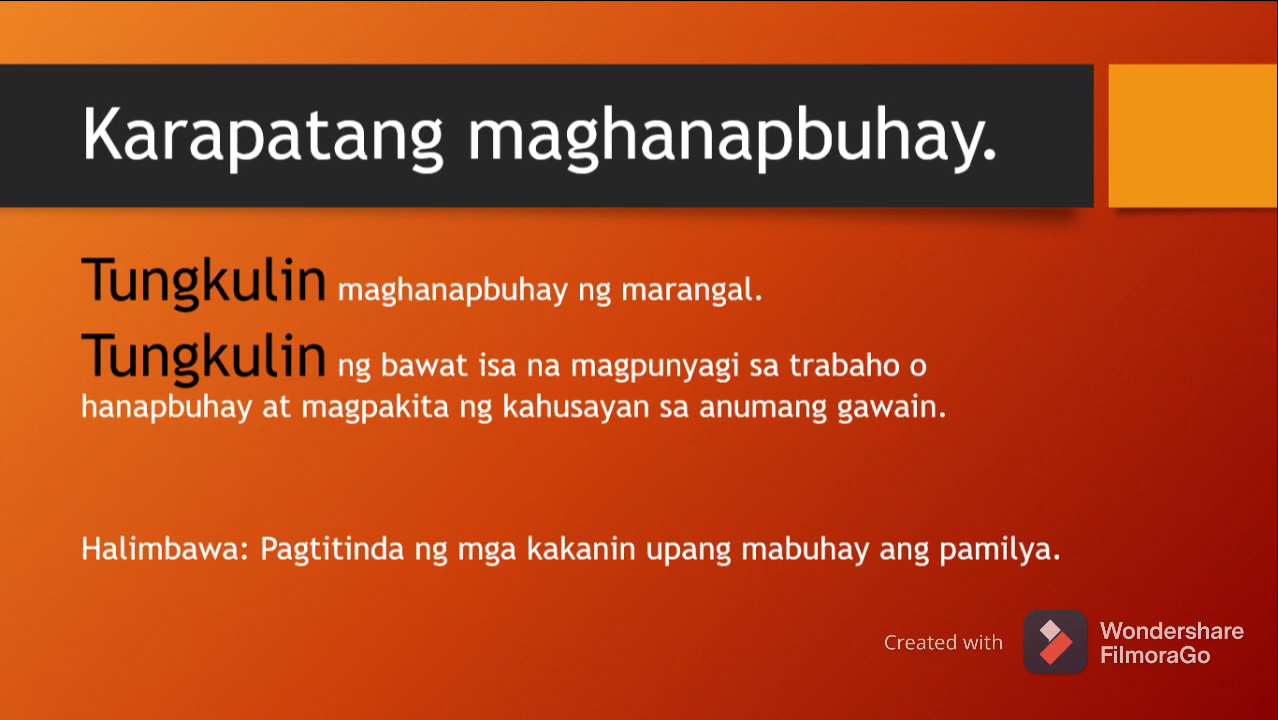 Karapatang maghanapbuhay.
Tungkulin maghanapbuhay ng marangal.
Tungkulin ng bawat isa na magpunyagi sa trabaho o
hanapbuhay at magpakita ng kahusayan sa anumang gawain.
Halimbawa: Pagtitinda ng mga kakanin upang mabuhay ang pamilya.
Created with
Wondershare
FilmoraGo